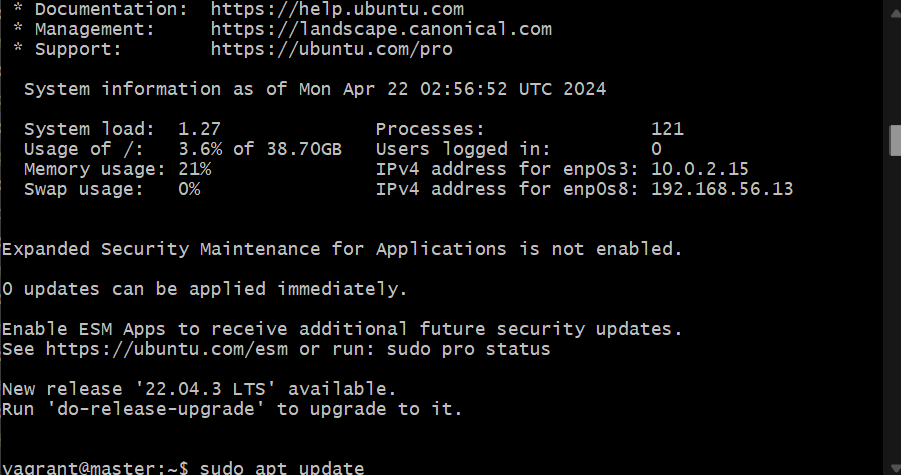 * Documentation:  https://help.ubuntu.com
* Management:     https://landscape.canonical.com
* Support:        https://ubuntu.com/pro
System information as of Mon Apr 22 02:56:52 UTC 2024
System load:  1.27              Processes:               121
Usage of /:   3.6% of 38.70GB   Users logged in:         0
Memory usage: 21%               IPv4 address for enp0s3: 10.0.2.15
Swap usage:   0%                IPv4 address for enp0s8: 192.168.56.13
Expanded Security Maintenance for Applications is not enabled.
0 updates can be applied immediately.
Enable ESM Apps to receive additional future security updates.
See https://ubuntu.com/esm or run: sudo pro status
New release '22.04.3 LTS' available.
Run 'do-release-upgrade' to upgrade to it.
vagrant@master:~$ sudo apt update